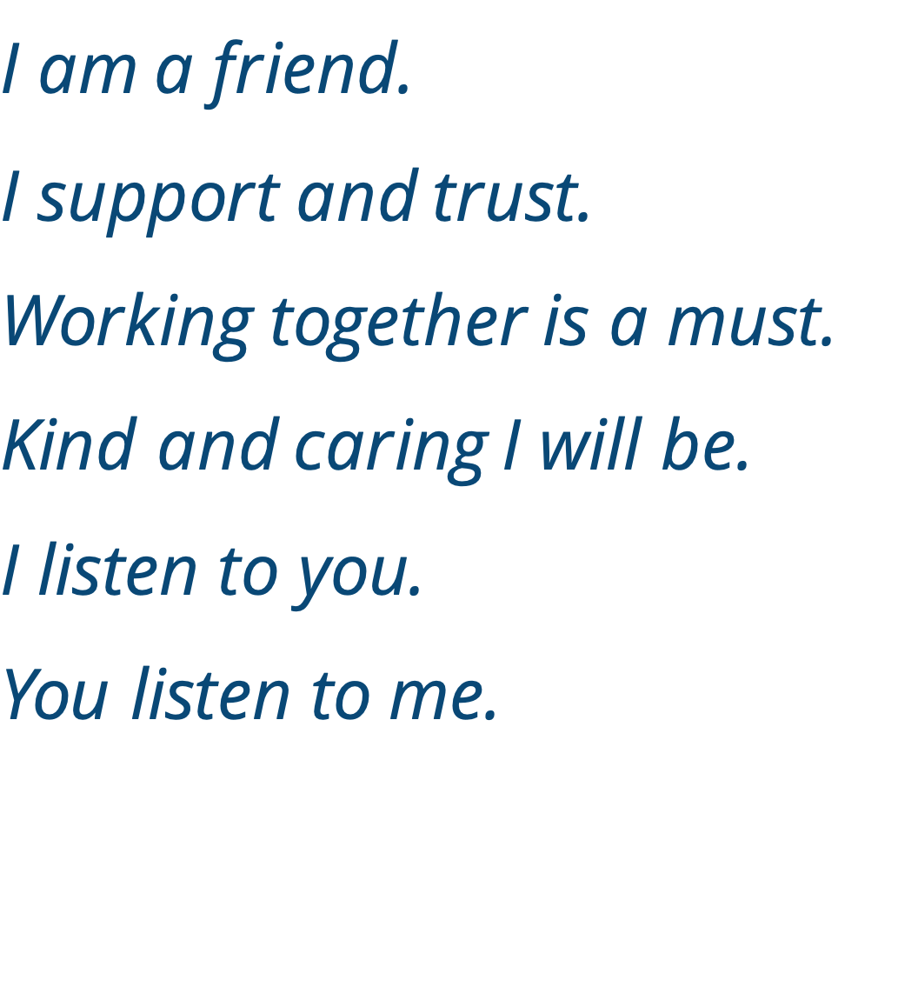 I am a friend.
I support and trust.
Working together is a must.
Kind and caring I will be.
I listen to you.
You listen to me.